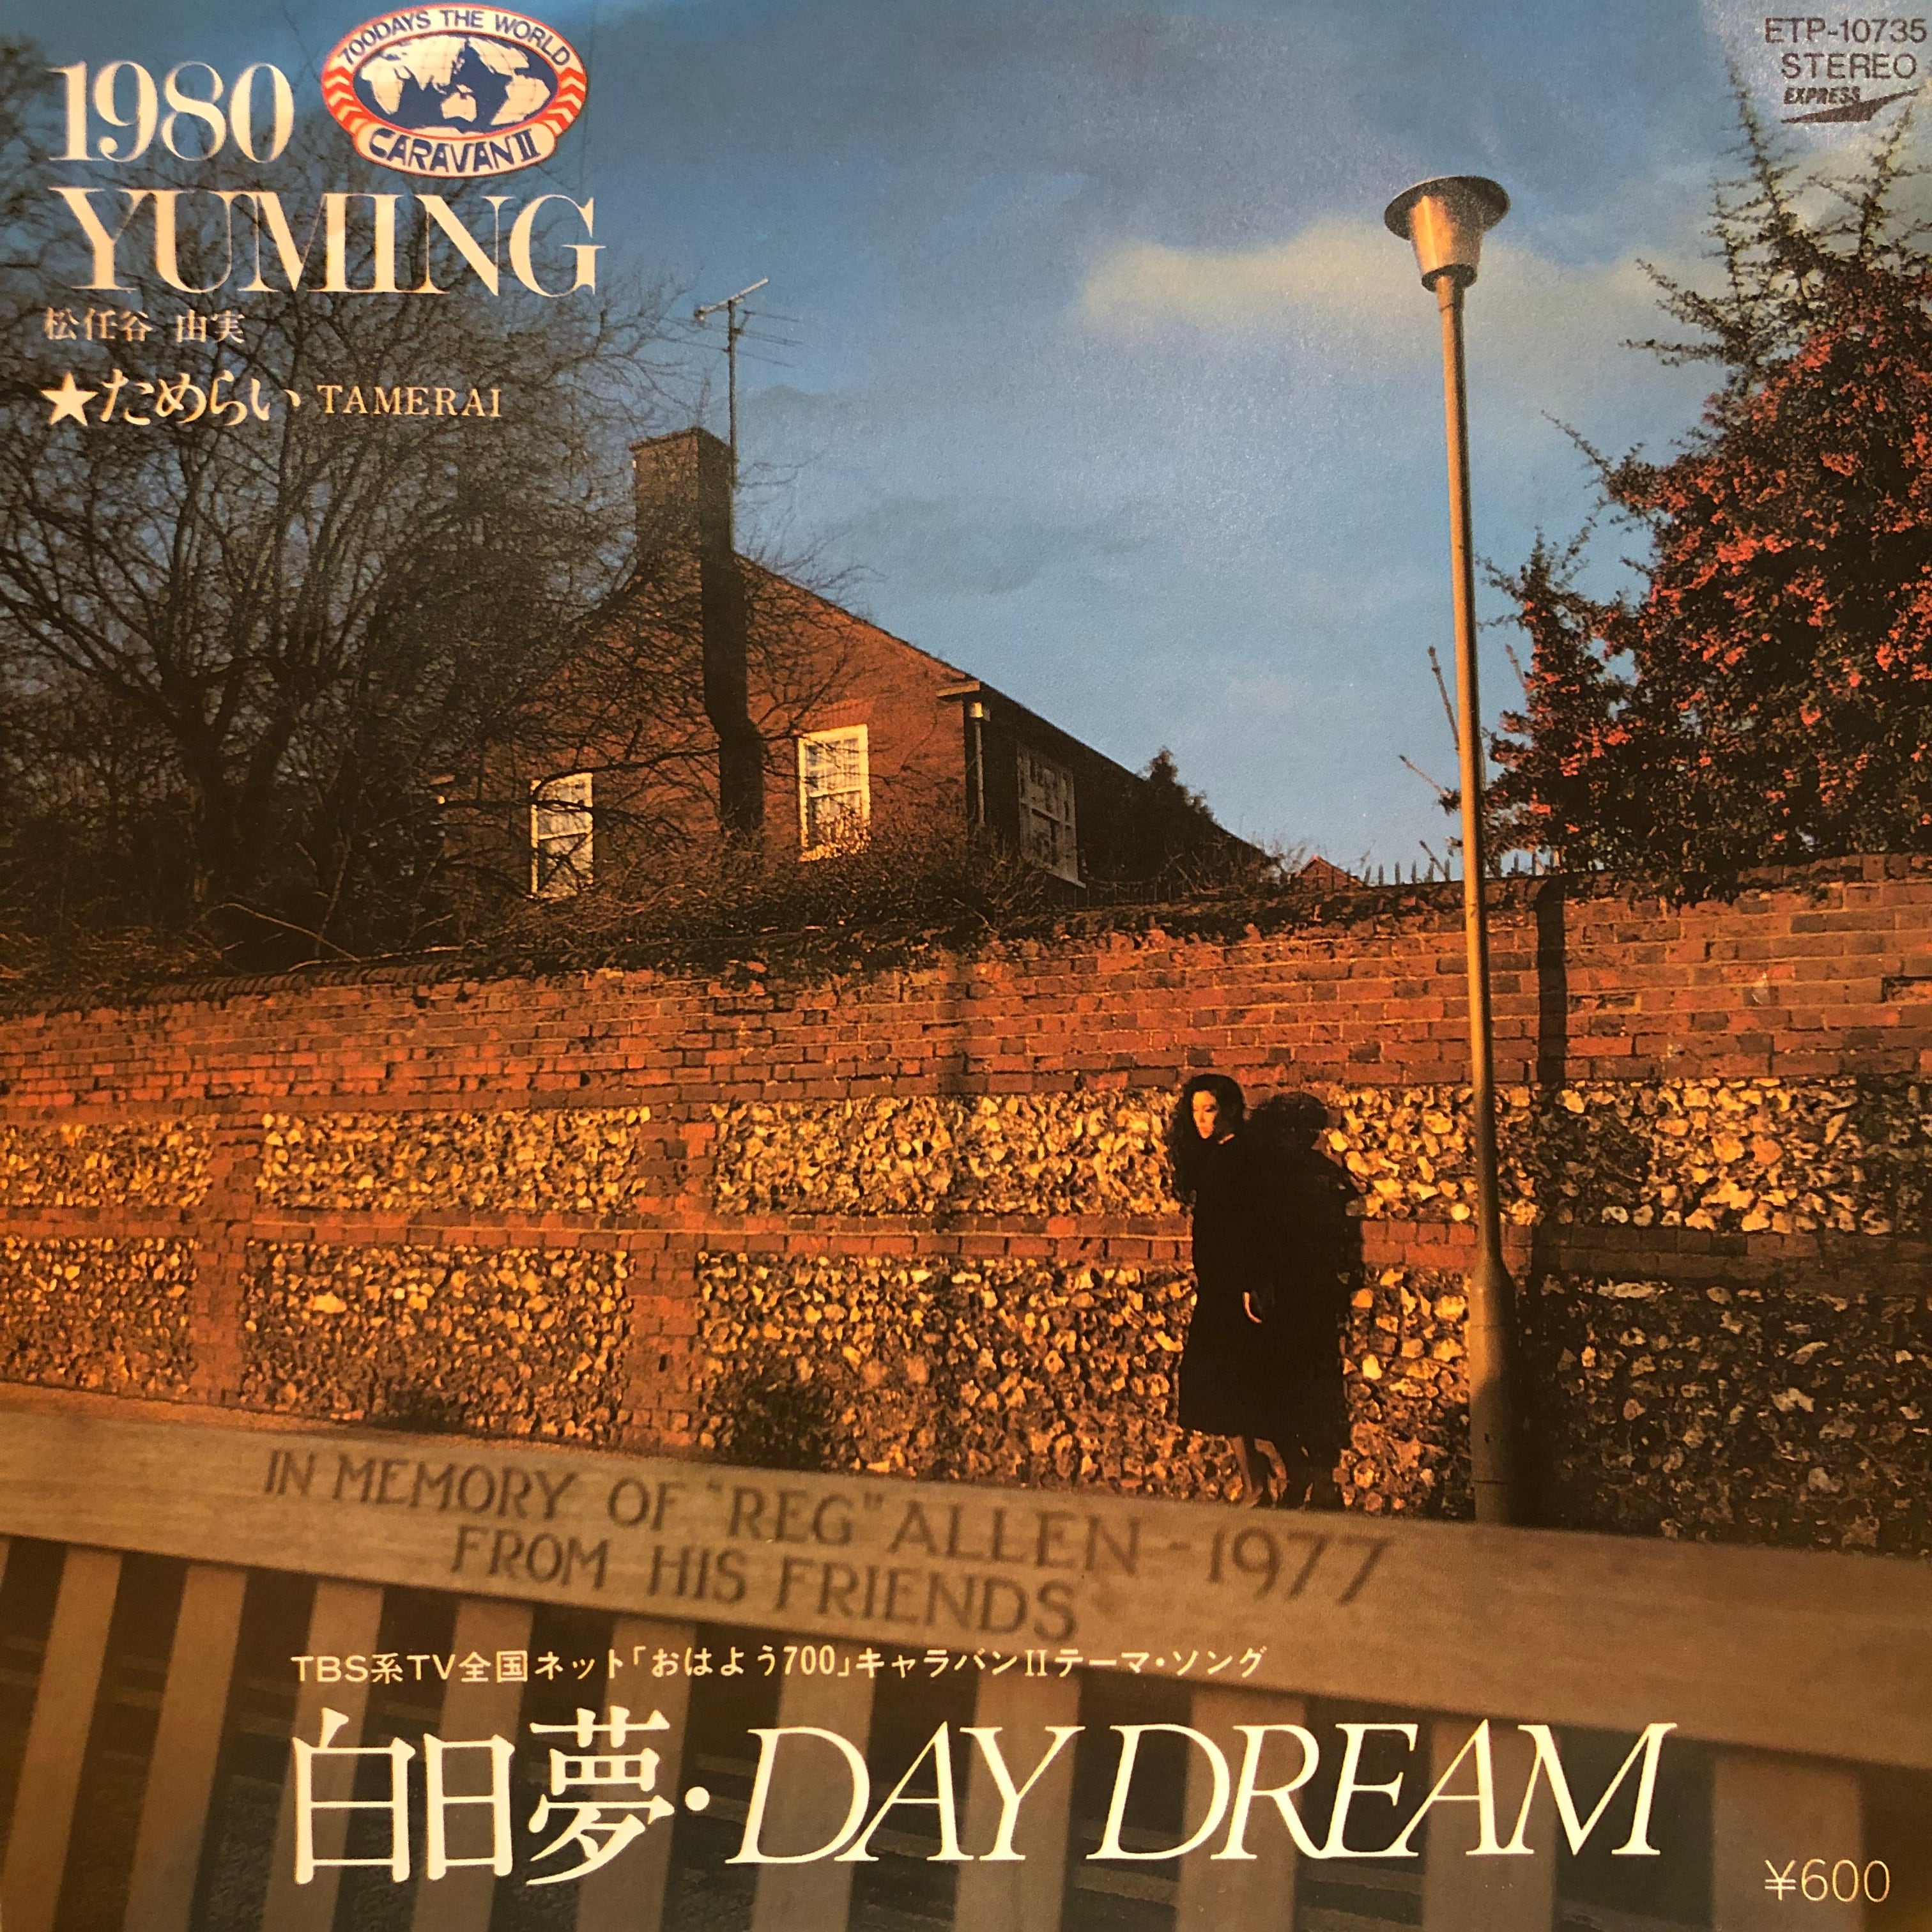 700DAYS THE WORLD
CARAVAN II
1980
YUMING
松任谷 由実
★ためらい TAMERAI
ETP-10735
STEREO
EXPRESS
IN MEMORY OF "REG" ALLEN--1977
FROM HIS FRIENDS
TBS系TV全国ネット「おはよう700」キャラバンIIテーマ・ソング
白日夢・DAY DREAM
¥600